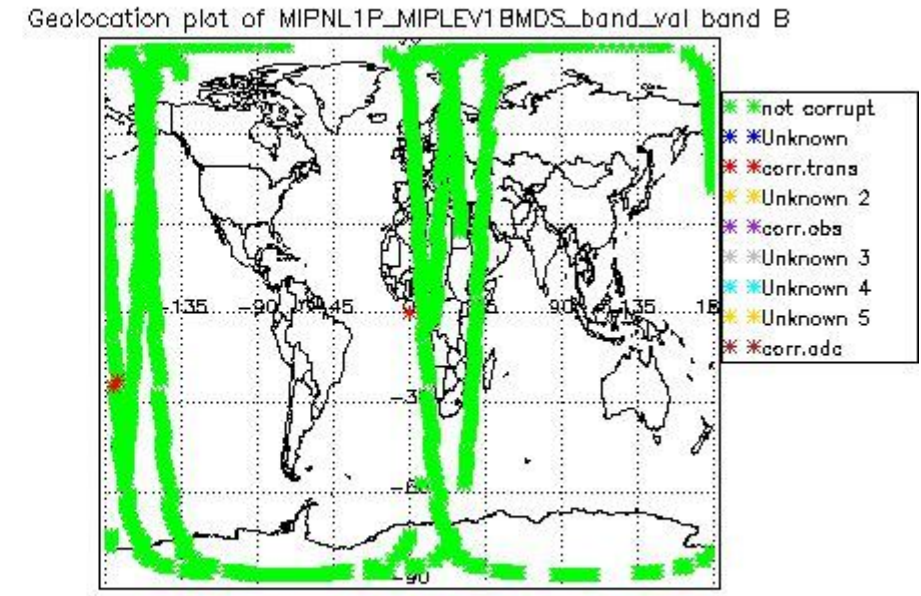 Geolocation plot of MIPNL1P_MIPLEV1BMDS_band_val band B
not corrupt
Unknown
corr.trans
Unknown 2
corr.obs
Unknown 3
Unknown 4
Unknown 5
corr.adc
-135 -90 45 90 135
-60
-90